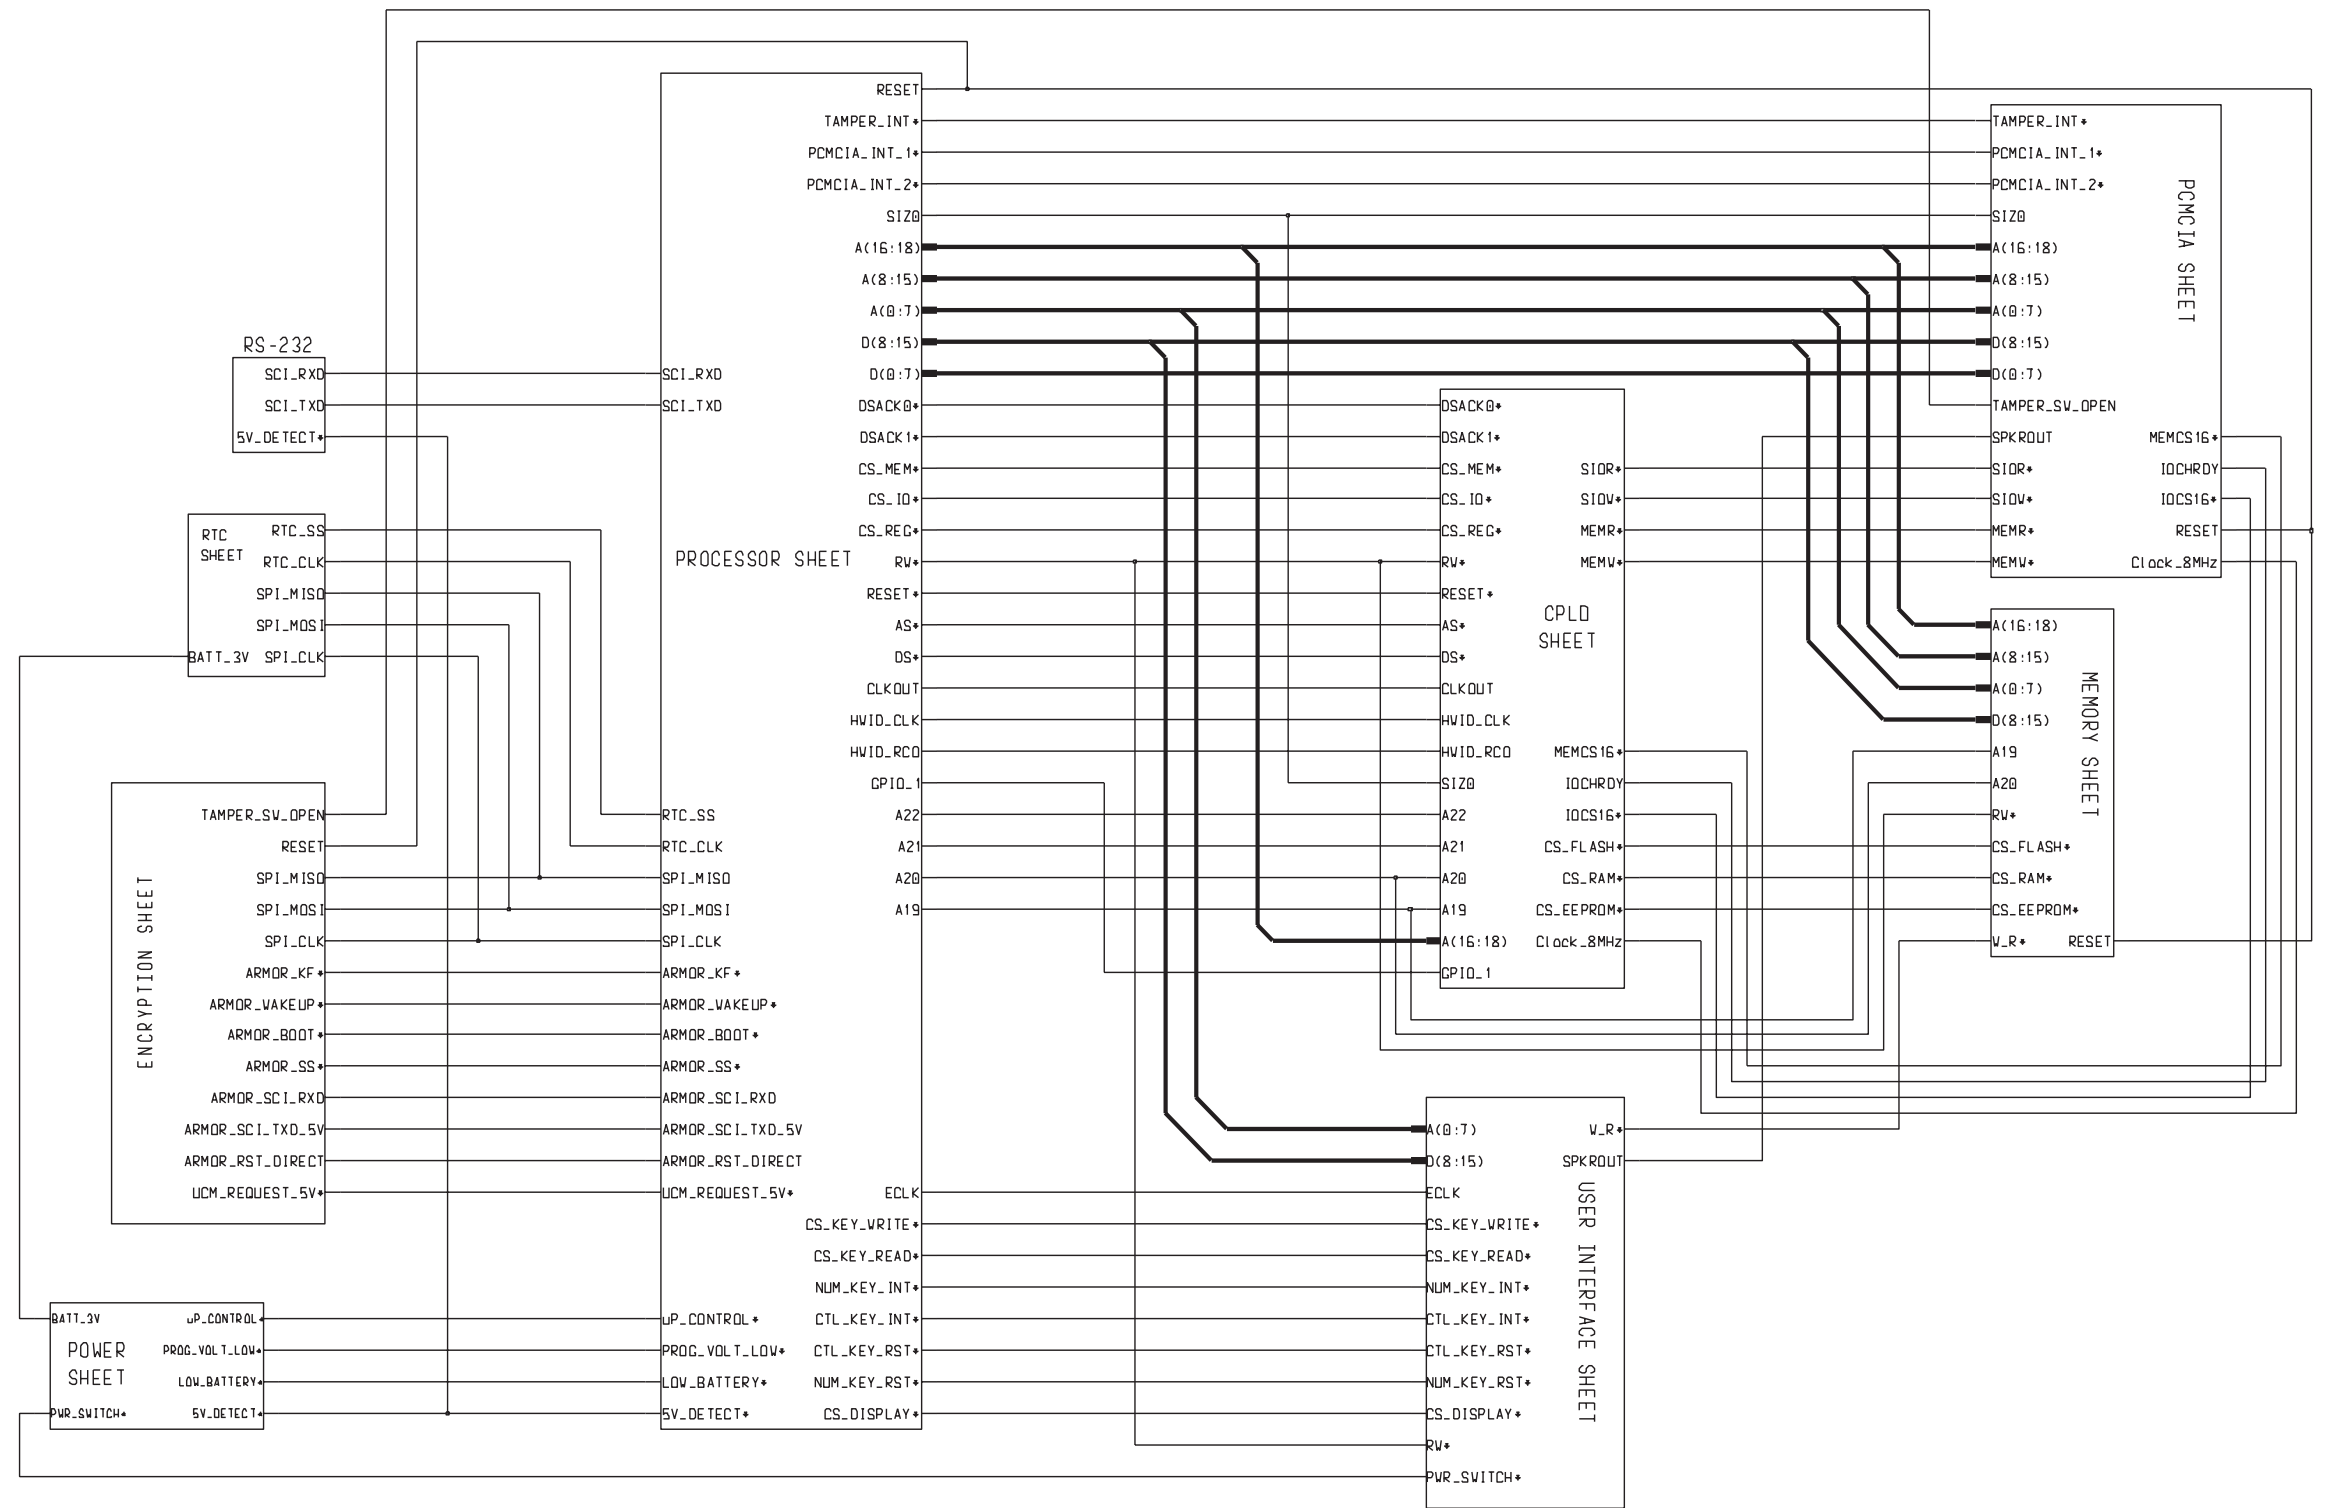 RS-232
SCI_RXD
SCI_TXD
5V_DETECT*
RTC
SHEET
RTC_SS
RTC_CLK
SPI_MISO
SPI_MOSI
BATT_3V
SPI_CLK
ENCRYPTION SHEET
TAMPER_SW_OPEN
RESET
SPI_MISO
SPI_MOSI
SPI_CLK
ARMOR_KF*
ARMOR_WAKEUP*
ARMOR_BOOT*
ARMOR_SS*
ARMOR_SCI_RXD
ARMOR_SCI_TXD_5V
ARMOR_RST_DIRECT
UCM_REQUEST_5V*
BATT_3V
POWER
SHEET
PWR_SWITCH*
uP_CONTROL*
PROG_VOLT_LOW*
LOW_BATTERY*
5V_DETECT*
PROCESSOR SHEET
SCI_RXD
SCI_TXD
RTC_SS
RTC_CLK
SPI_MISO
SPI_MOSI
SPI_CLK
ARMOR_KF*
ARMOR_WAKEUP*
ARMOR_BOOT*
ARMOR_SS*
ARMOR_SCI_RXD
ARMOR_SCI_TXD_5V
ARMOR_RST_DIRECT
UCM_REQUEST_5V*
uP_CONTROL*
PROG_VOLT_LOW*
LOW_BATTERY*
5V_DETECT*
RESET
TAMPER_INT*
PCMCIA_INT_1*
PCMCIA_INT_2*
SIZ0
A(16:18)
A(8:15)
A(0:7)
D(8:15)
D(0:7)
DSACK0*
DSACK1*
CS_MEM*
CS_IO*
CS_REG*
RW*
RESET*
AS*
DS*
CLKOUT
HWID_CLK
HWID_RCO
GPIO_1
A22
A21
A20
A19
ECLK
CS_KEY_WRITE*
CS_KEY_READ*
NUM_KEY_INT*
CTL_KEY_INT*
CTL_KEY_RST*
NUM_KEY_RST*
CS_DISPLAY*
CPLD
SHEET
DSACK0*
DSACK1*
CS_MEM*
CS_IO*
CS_REG*
RW*
RESET*
AS*
DS*
CLKOUT
HWID_CLK
HWID_RCO
SIZ0
A22
A21
A20
A19
A(16:18)
GPIO_1
SIOR*
SIOW*
MEMR*
MEMW*
MEMCS16*
IOCHRDY
IOCS16*
CS_FLASH*
CS_RAM*
CS_EEPROM*
Clock_8MHz
USER INTERFACE SHEET
A(0:7)
D(8:15)
ECLK
CS_KEY_WRITE*
CS_KEY_READ*
NUM_KEY_INT*
CTL_KEY_INT*
CTL_KEY_RST*
NUM_KEY_RST*
CS_DISPLAY*
RW*
PWR_SWITCH*
W_R*
SPKROUT
PCMCIA SHEET
TAMPER_INT*
PCMCIA_INT_1*
PCMCIA_INT_2*
SIZ0
A(16:18)
A(8:15)
A(0:7)
D(8:15)
D(0:7)
TAMPER_SW_OPEN
SPKROUT
SIOR*
SIOW*
MEMR*
MEMW*
MEMCS16*
IOCHRDY
IOCS16*
RESET
Clock_8MHz
MEMORY SHEET
A(16:18)
A(8:15)
A(0:7)
D(8:15)
A19
A20
RW*
CS_FLASH*
CS_RAM*
CS_EEPROM*
W_R*
RESET